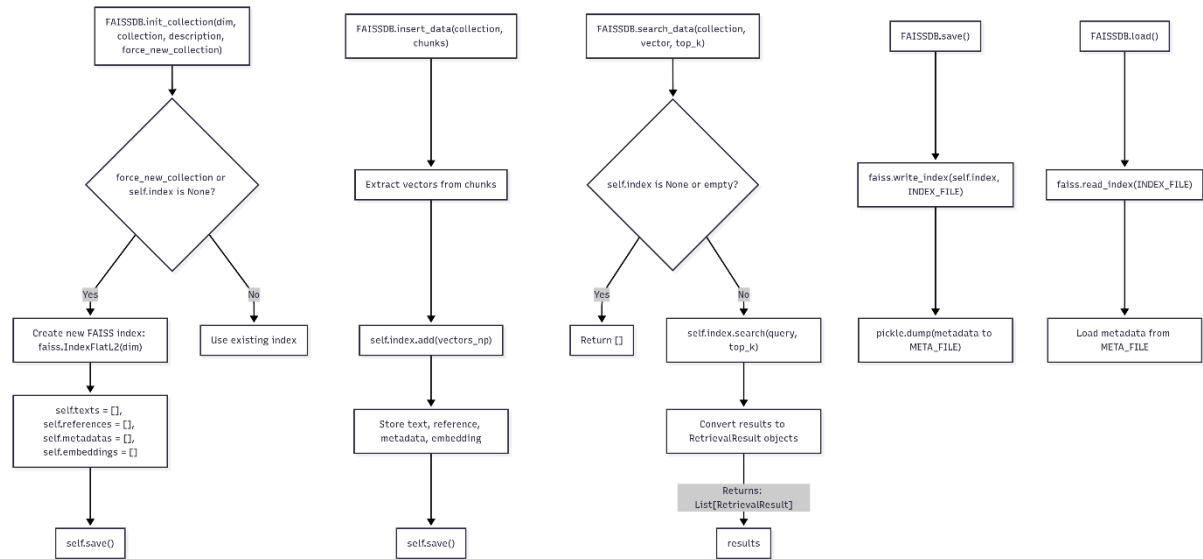 FAISSDB.init_collection(dim,
collection, description,
force_new_collection)
force_new_collection or
self.index is None?
Yes
No
Create new FAISS index:
faiss.IndexFlatL2(dim)
Use existing index
self.texts = [],
self.references = [],
self.metadatas = [],
self.embeddings = []
self.save()
FAISSDB.insert_data(collection,
chunks)
Extract vectors from chunks
self.index.add(vectors_np)
Store text, reference,
metadata, embedding
self.save()
FAISSDB.search_data(collection,
vector, top_k)
self.index is None or empty?
Yes
No
Return []
self.index.search(query,
top_k)
Convert results to
RetrievalResult objects
Returns:
List[RetrievalResult]
results
FAISSDB.save()
faiss.write_index(self.index,
INDEX_FILE)
pickle.dump(metadata to
META_FILE)
FAISSDB.load()
faiss.read_index(INDEX_FILE)
Load metadata from
META_FILE